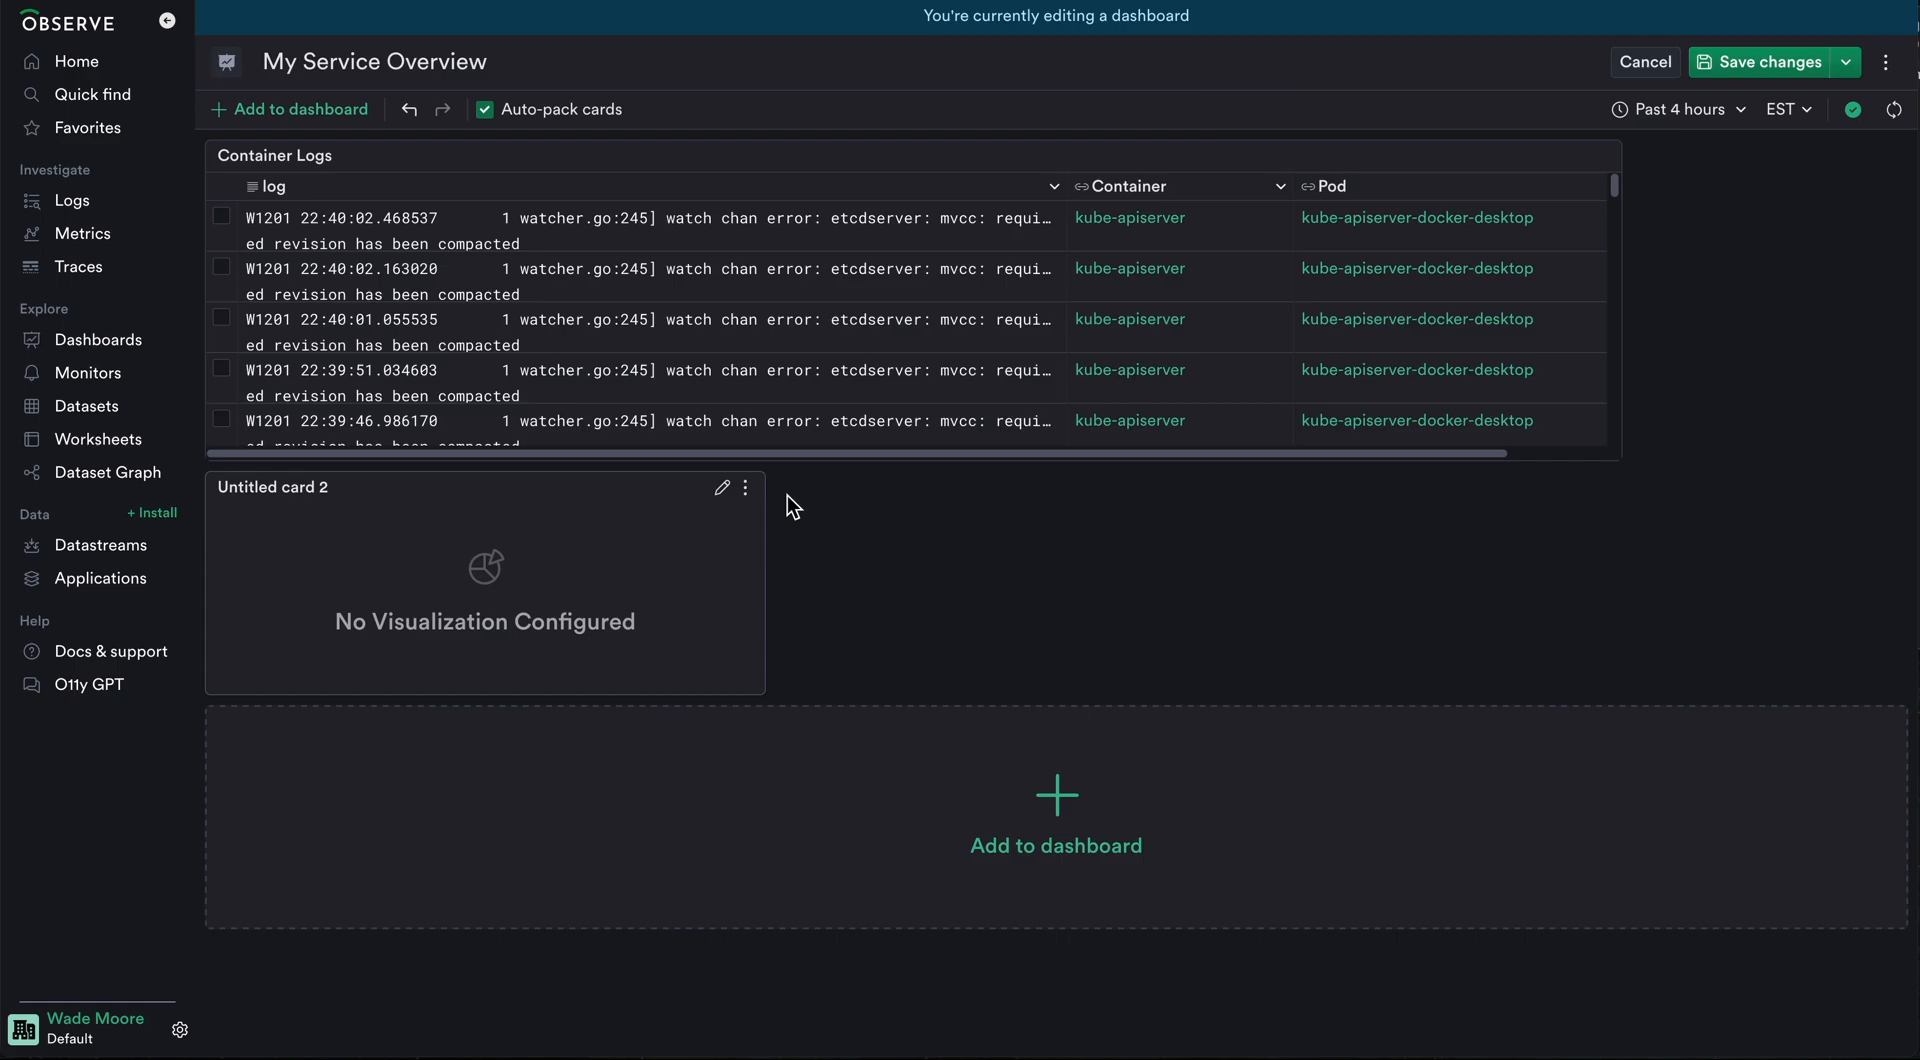 OBSERVE
You're currently editing a dashboard
Home
Quick find
Favorites
Investigate
Logs
Metrics
Traces
Explore
Dashboards
Monitors
Datasets
Worksheets
Dataset Graph
Data + Install
Datastreams
Applications
Help
Docs & support
O11y GPT
Wade Moore
Default
My Service Overview
Cancel Save changes
Add to dashboard Auto-pack cards Past 4 hours EST
Container Logs
log Container Pod
W1201 22:40:02.468537 1 watcher.go:245] watch chan error: etcdserver: mvcc: requi… kube-apiserver kube-apiserver-docker-desktop
ed revision has been compacted
W1201 22:40:02.163020 1 watcher.go:245] watch chan error: etcdserver: mvcc: requi… kube-apiserver kube-apiserver-docker-desktop
ed revision has been compacted
W1201 22:40:01.055535 1 watcher.go:245] watch chan error: etcdserver: mvcc: requi… kube-apiserver kube-apiserver-docker-desktop
ed revision has been compacted
W1201 22:39:51.034603 1 watcher.go:245] watch chan error: etcdserver: mvcc: requi… kube-apiserver kube-apiserver-docker-desktop
ed revision has been compacted
W1201 22:39:46.986170 1 watcher.go:245] watch chan error: etcdserver: mvcc: requi… kube-apiserver kube-apiserver-docker-desktop
ed revision has been compacted
Untitled card 2
No Visualization Configured
Add to dashboard